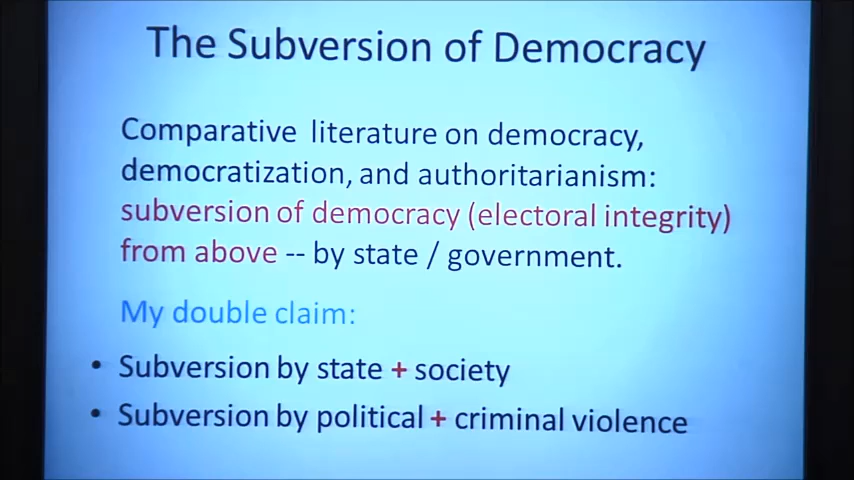 The Subversion of Democracy
Comparative literature on democracy,
democratization, and authoritarianism:
subversion of democracy (electoral integrity)
from above -- by state / government.
My double claim:
• Subversion by state + society
• Subversion by political + criminal violence